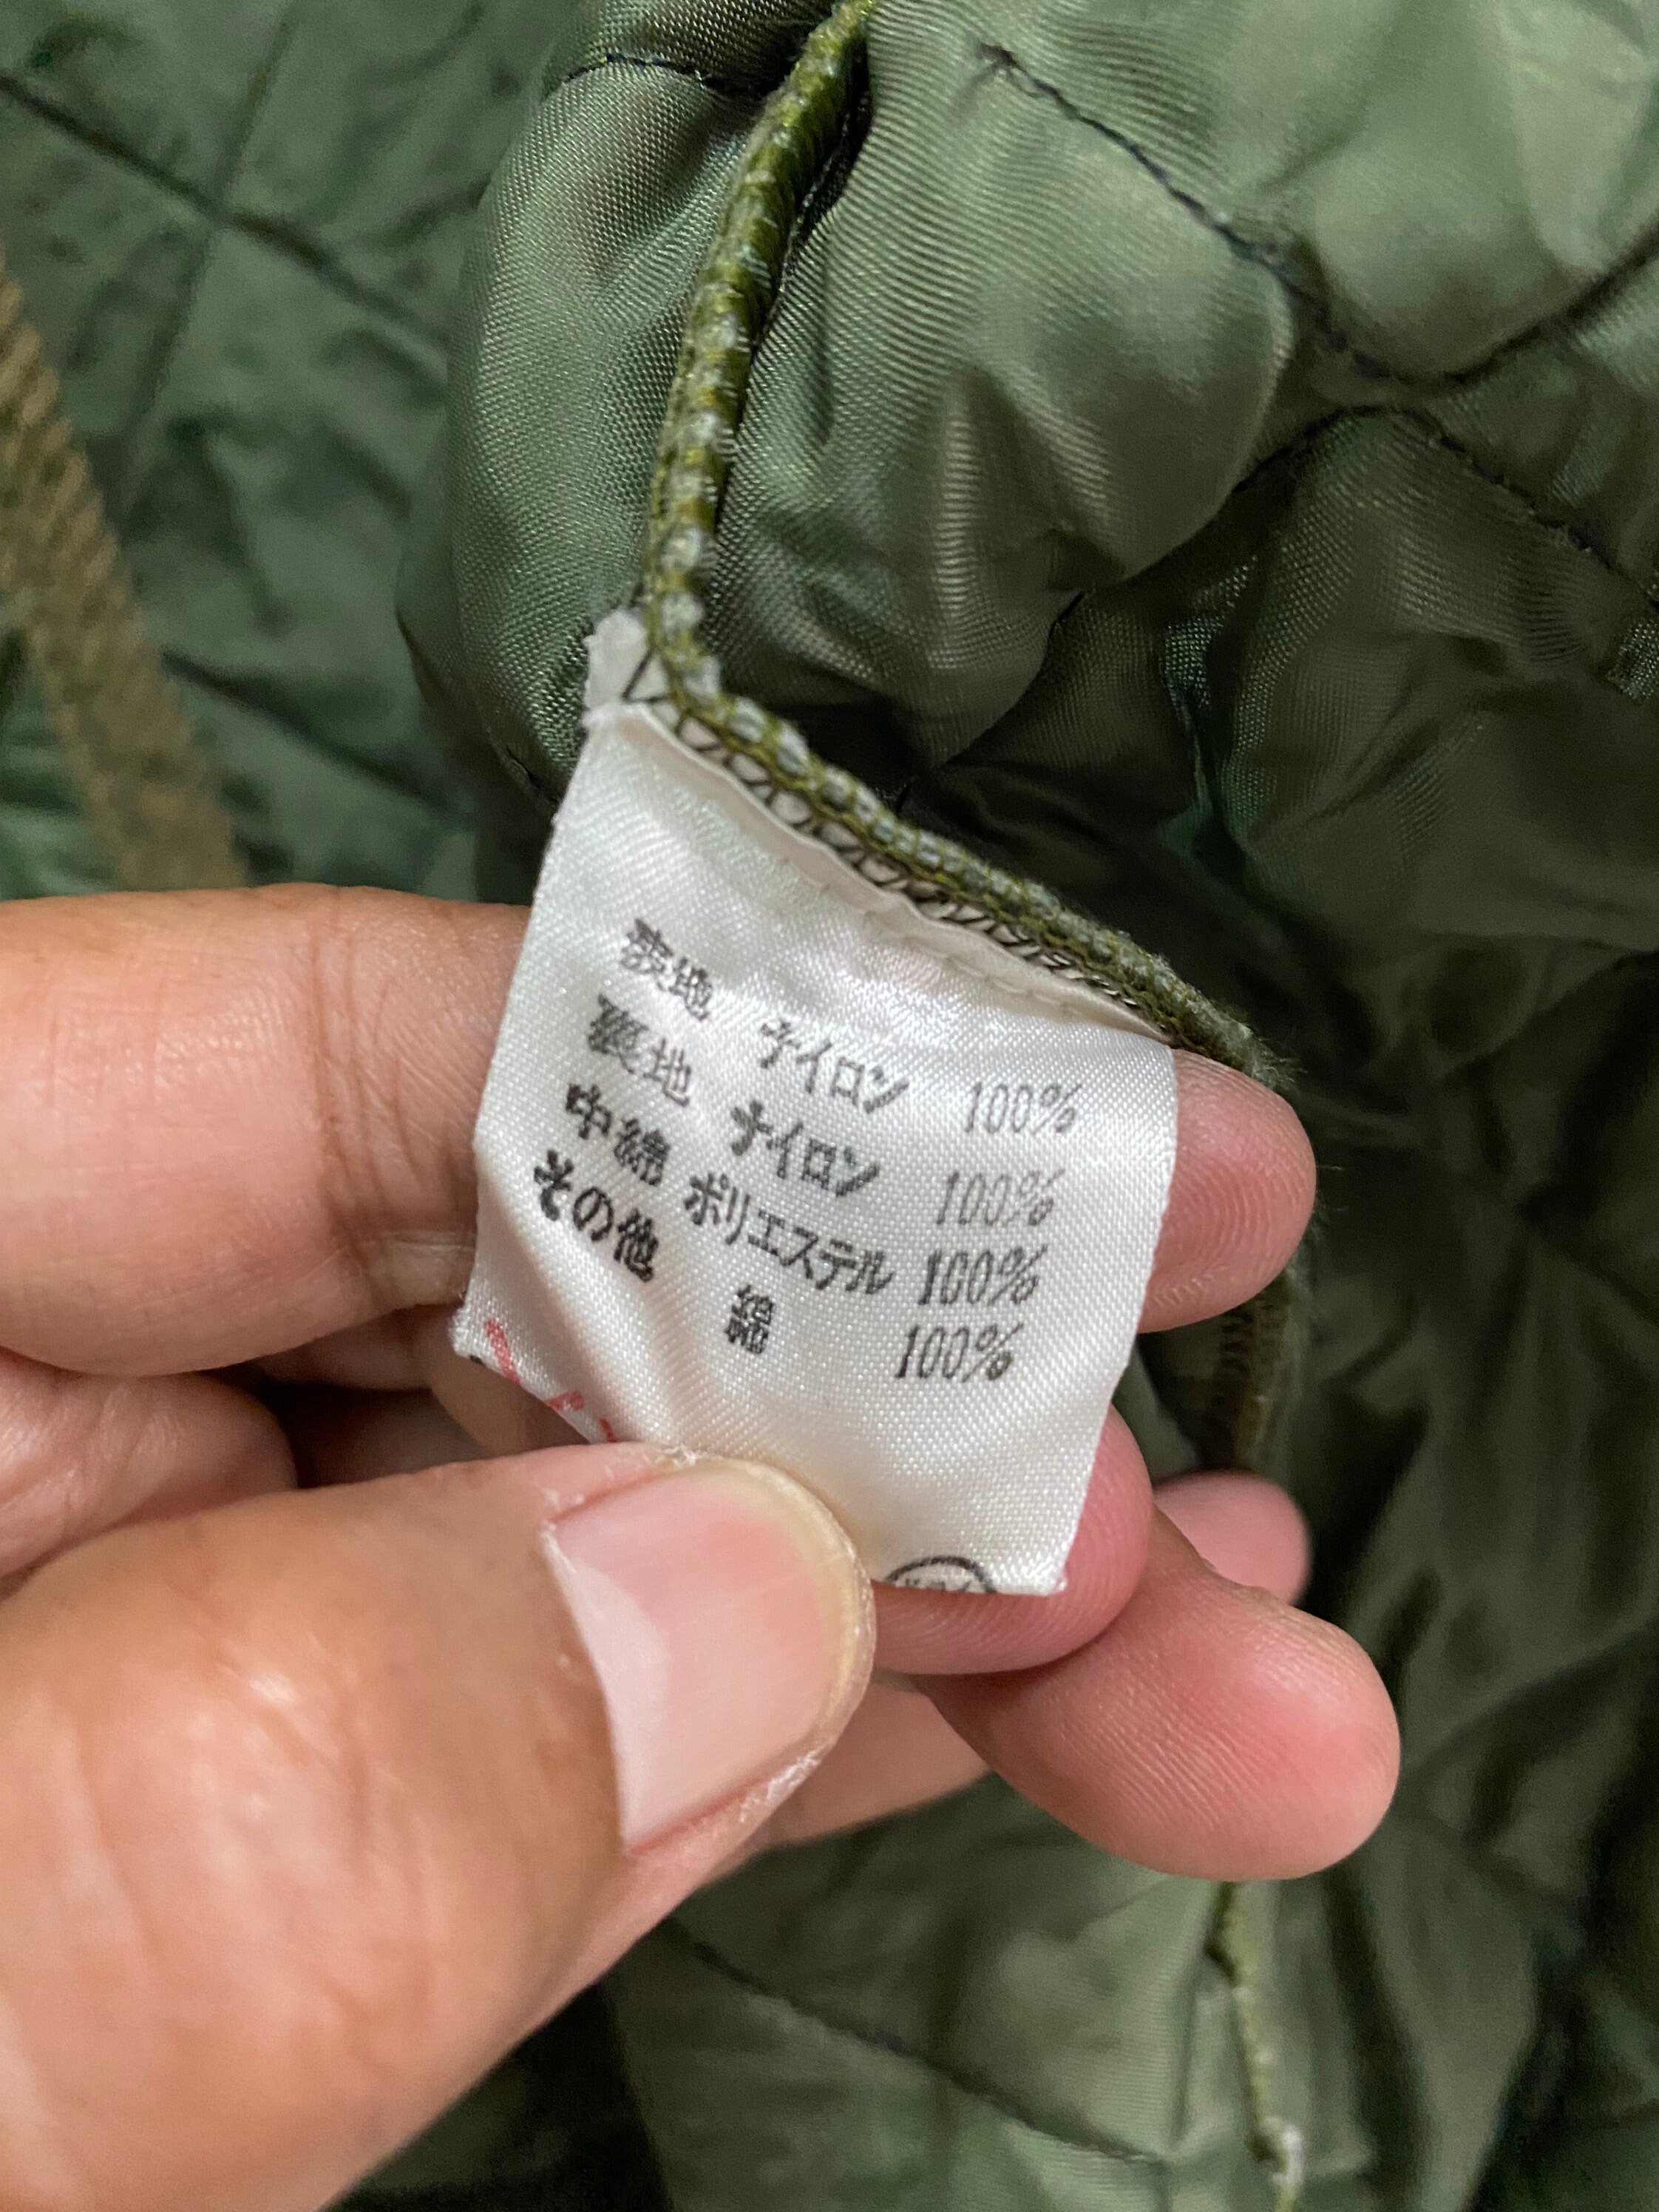 表地 ナイロン 100%
裏地 ナイロン 100%
中綿 ポリエステル 100%
その他 綿 100%